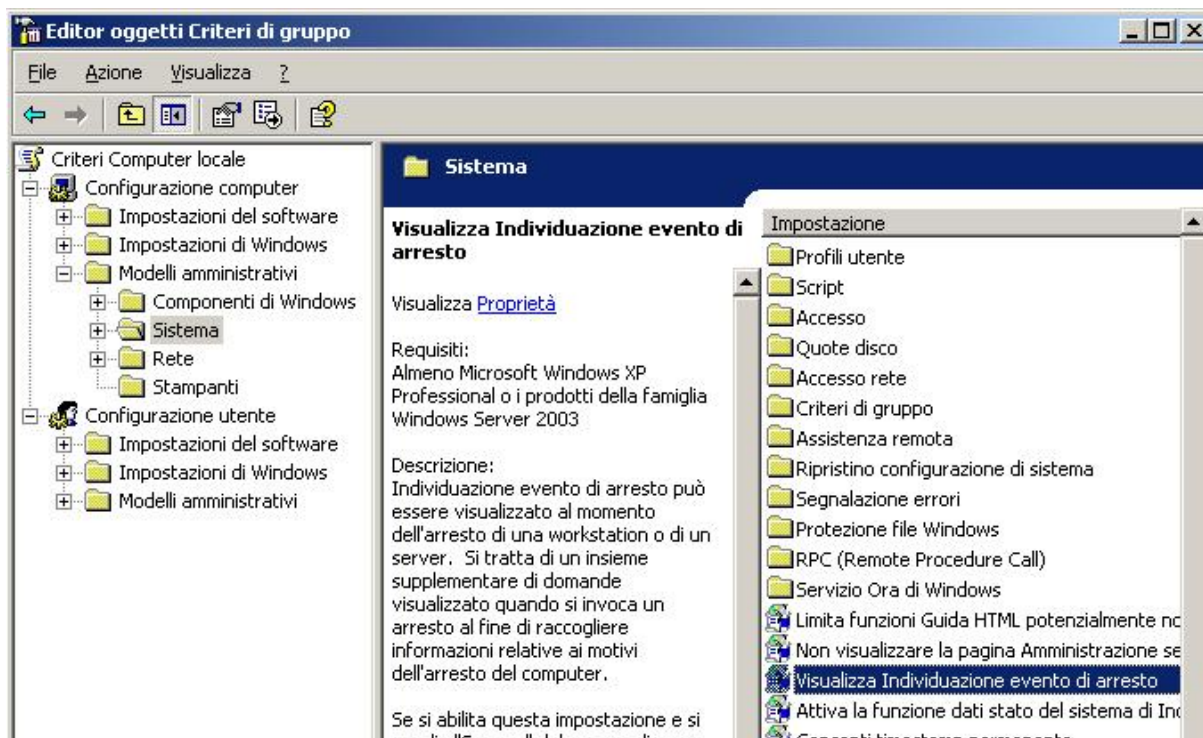 Editor oggetti Criteri di gruppo
File Azione Visualizza ?
Criteri Computer locale
Configurazione computer
Impostazioni del software
Impostazioni di Windows
Modelli amministrativi
Componenti di Windows
Sistema
Rete
Stampanti
Configurazione utente
Impostazioni del software
Impostazioni di Windows
Modelli amministrativi
Sistema
Visualizza Individuazione evento di
arresto
Visualizza Proprietà
Requisiti:
Almeno Microsoft Windows XP
Professional o i prodotti della famiglia
Windows Server 2003
Descrizione:
Individuazione evento di arresto può
essere visualizzato al momento
dell'arresto di una workstation o di un
server. Si tratta di un insieme
supplementare di domande
visualizzato quando si invoca un
arresto al fine di raccogliere
informazioni relative ai motivi
dell'arresto del computer.
Se si abilita questa impostazione e si
Impostazione
Profili utente
Script
Accesso
Quote disco
Accesso rete
Criteri di gruppo
Assistenza remota
Ripristino configurazione di sistema
Segnalazione errori
Protezione file Windows
RPC (Remote Procedure Call)
Servizio Ora di Windows
Limita funzioni Guida HTML potenzialmente
Non visualizzare la pagina Amministrazione
Visualizza Individuazione evento di arresto
Attiva la funzione dati stato del sistema di